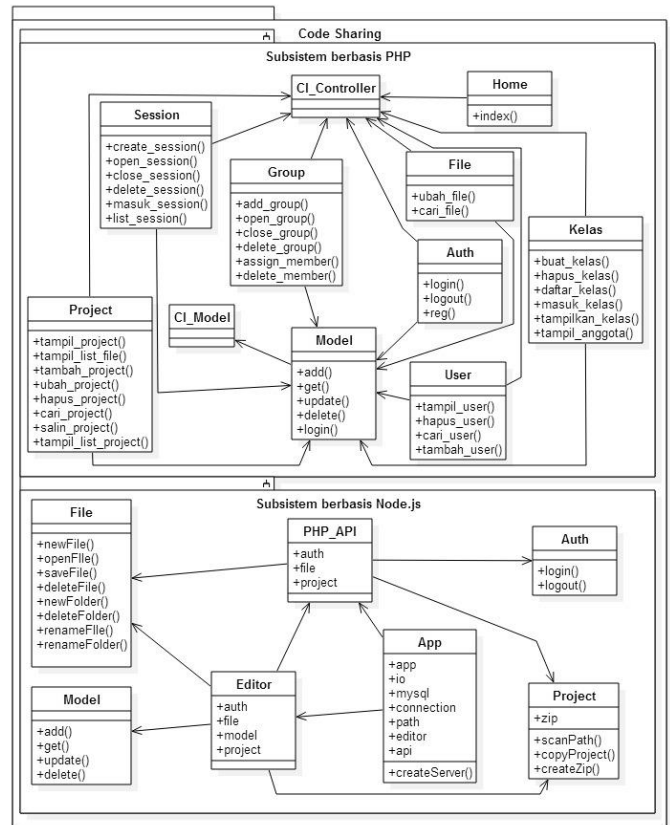 Code Sharing
Subsistem berbasis PHP
CI_Controller
Home
+index()
Session
+create_session()
+open_session()
+close_session()
+delete_session()
+masuk_session()
+list_session()
Group
+add_group()
+open_group()
+close_group()
+delete_group()
+assign_member()
+delete_member()
File
+ubah_file()
+cari_file()
Kelas
+buat_kelas()
+hapus_kelas()
+daftar_kelas()
+masuk_kelas()
+tampilkan_kelas()
+tampil_anggota()
Auth
+login()
+logout()
+reg()
Project
+tampil_project()
+tampil_list_file()
+tambah_project()
+ubah_project()
+hapus_project()
+cari_project()
+salin_project()
+tampil_list_project()
CI_Model
Model
+add()
+get()
+update()
+delete()
+login()
User
+tampil_user()
+hapus_user()
+cari_user()
+tambah_user()
Subsistem berbasis Node.js
File
+newFile()
+openFIle()
+saveFile()
+deleteFile()
+newFolder()
+deleteFolder()
+renameFIle()
+renameFolder()
PHP_API
+auth
+file
+project
Auth
+login()
+logout()
App
+app
+io
+mysql
+connection
+path
+editor
+api
+createServer()
Editor
+auth
+file
+model
+project
Model
+add()
+get()
+update()
+delete()
Project
+zip
+scanPath()
+copyProject()
+createZip()